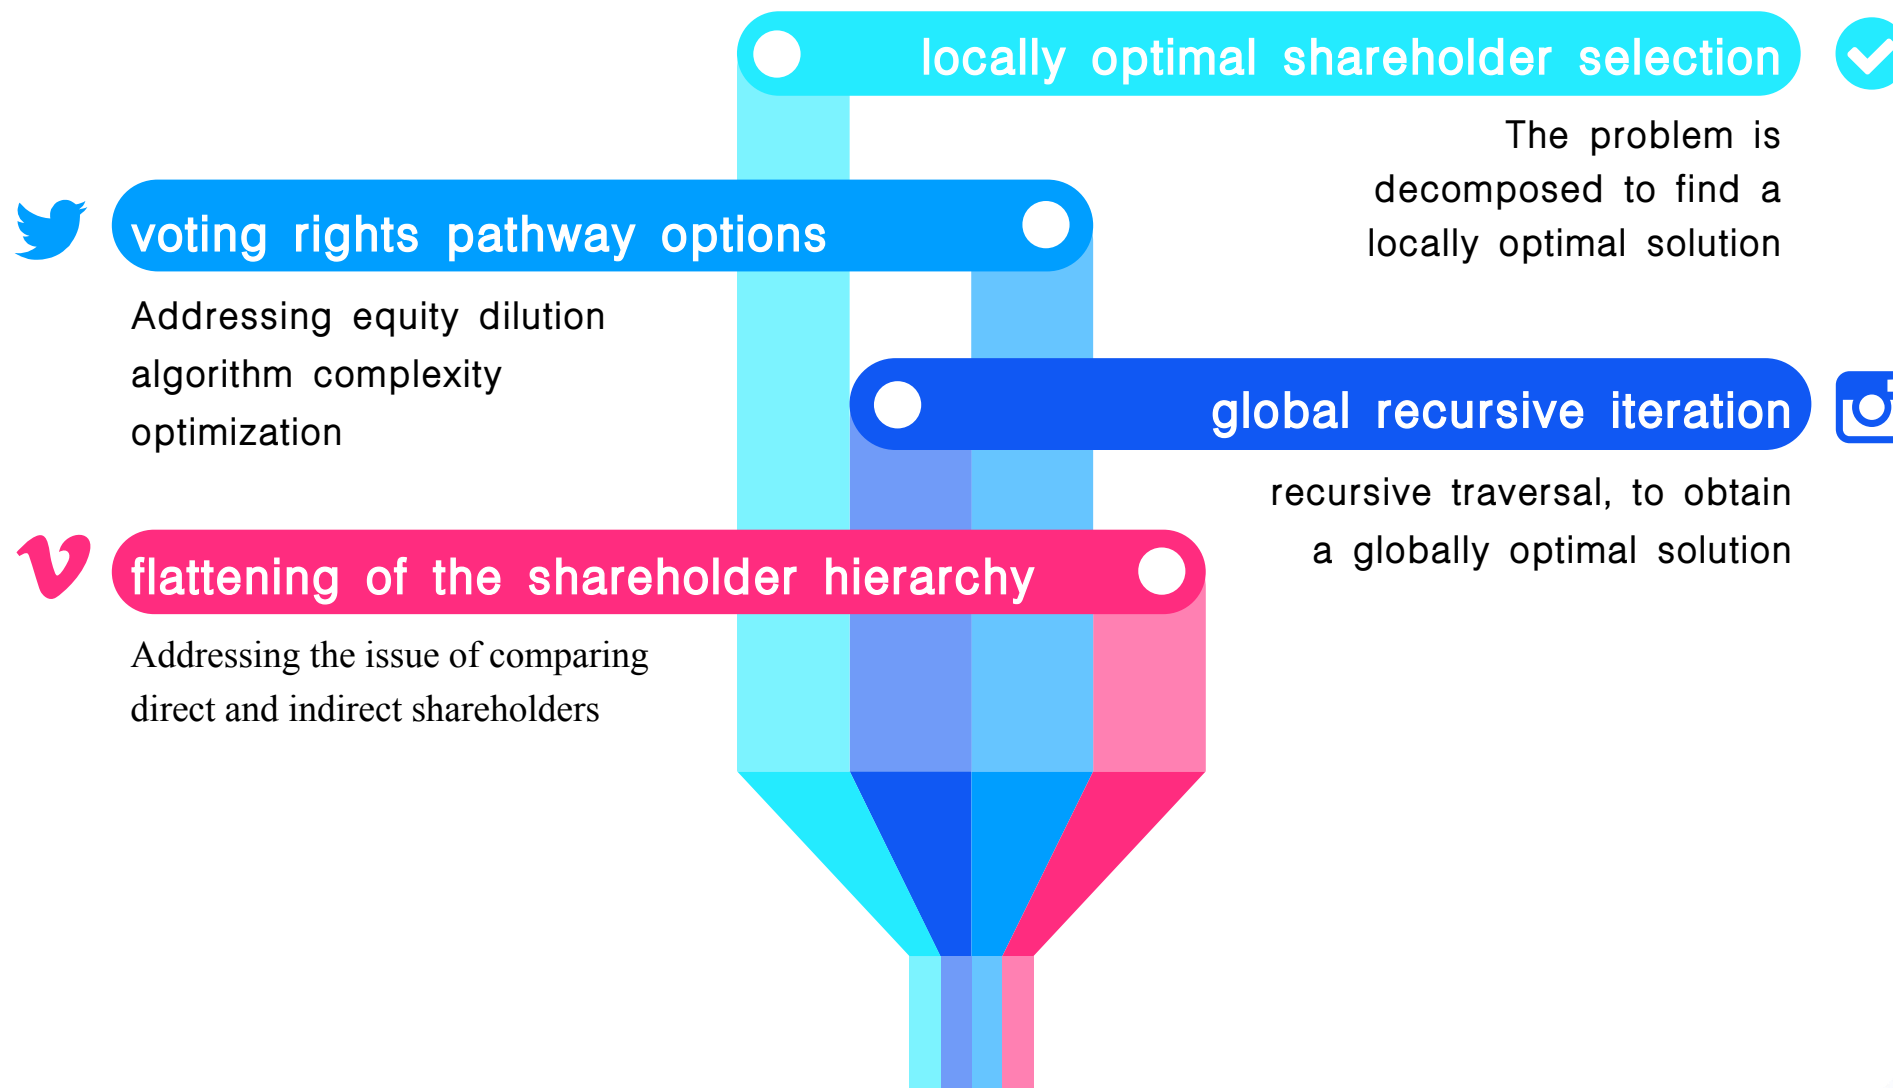 locally optimal shareholder selection
The problem is
decomposed to find a
locally optimal solution
voting rights pathway options
Addressing equity dilution
algorithm complexity
optimization
global recursive iteration
recursive traversal, to obtain
a globally optimal solution
flattening of the shareholder hierarchy
Addressing the issue of comparing
direct and indirect shareholders